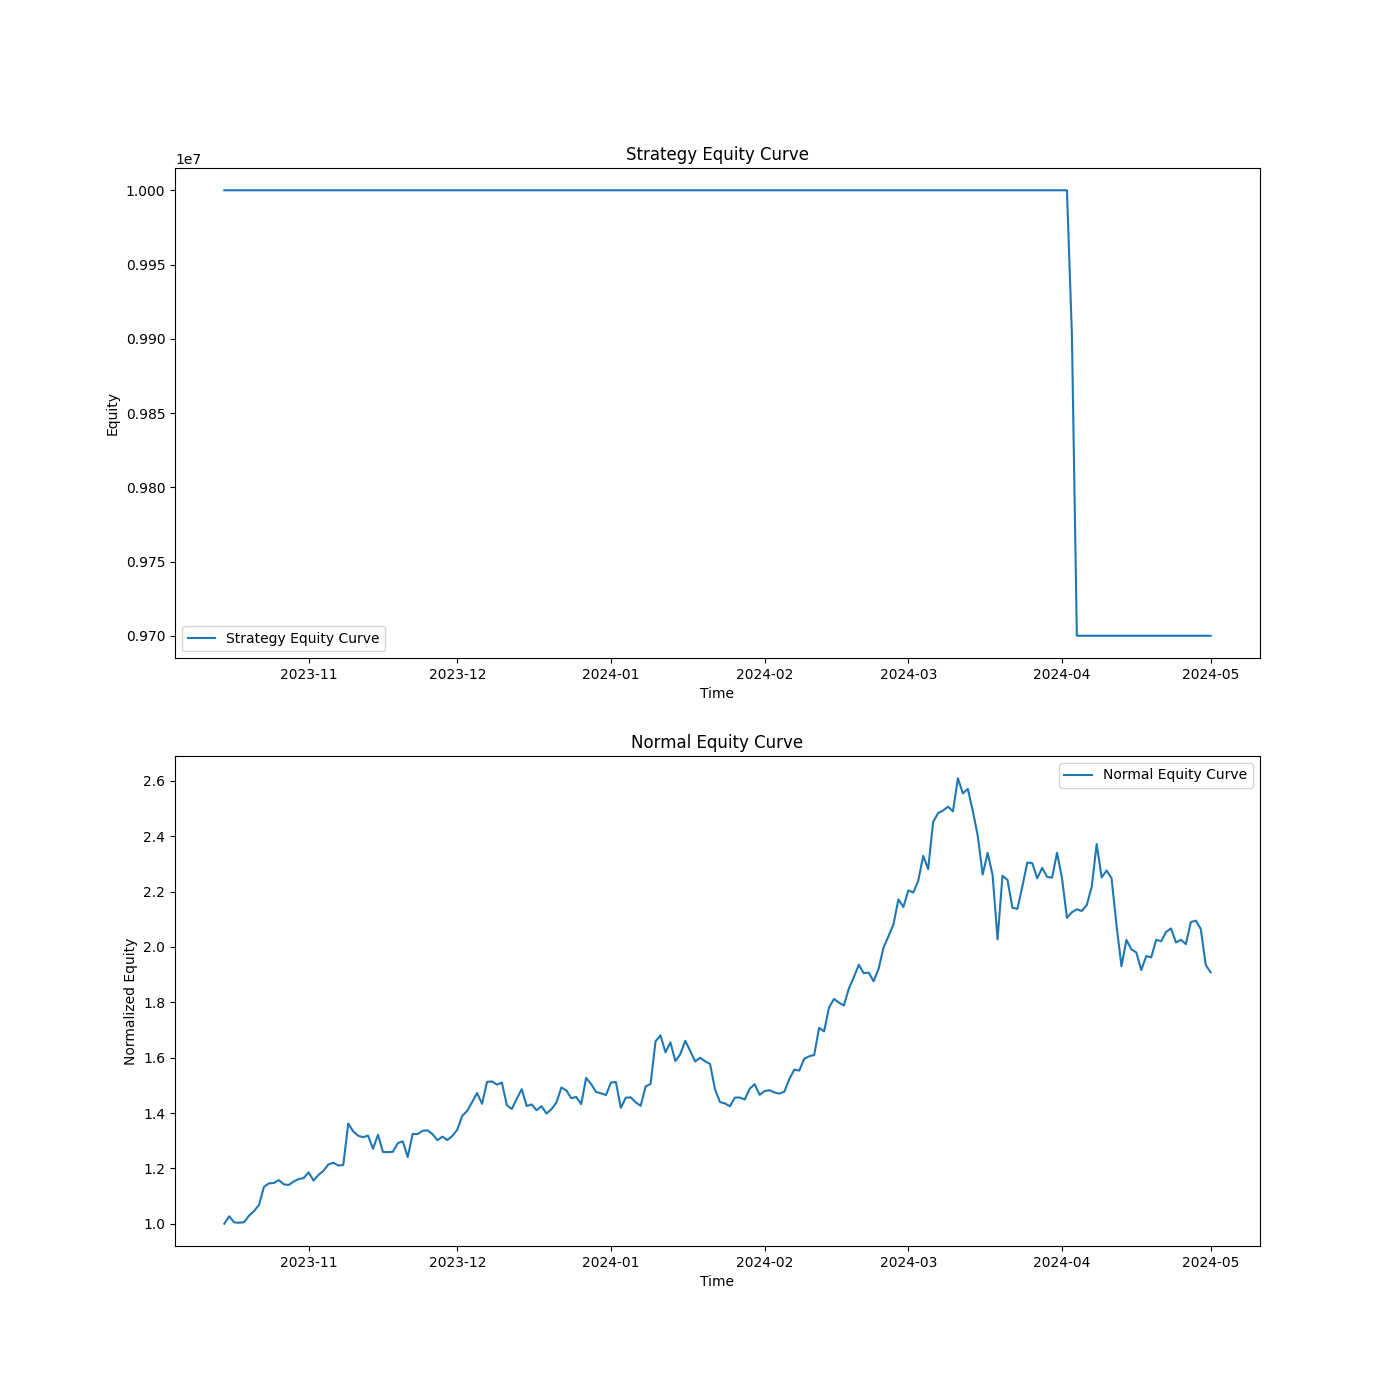 Strategy Equity Curve
1e7
1.000
0.995
0.990
0.985
0.980
0.975
0.970
Equity
Strategy Equity Curve
2023-11 2023-12 2024-01 2024-02 2024-03 2024-04 2024-05
Time
Normal Equity Curve
Normal Equity Curve
2.6
2.4
2.2
2.0
1.8
1.6
1.4
1.2
1.0
Normalized Equity
2023-11 2023-12 2024-01 2024-02 2024-03 2024-04 2024-05
Time